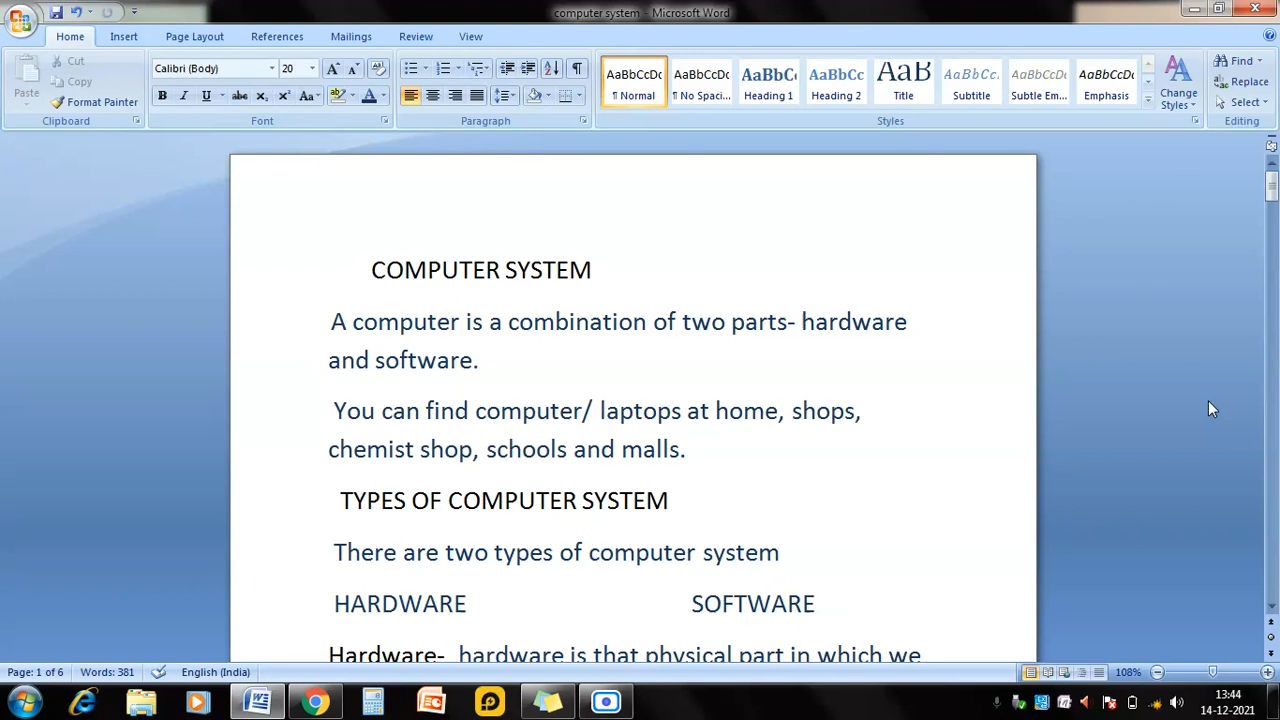 computer system - Microsoft Word
Home Insert Page Layout References Mailings Review View
Paste
Cut
Copy
Format Painter
Clipboard
Calibri (Body) 20
B I U abc x₂ x² Aa
Font
Paragraph
AaBbCcDc AaBbCcDc AaBbC AaBbCc AaB AaBbCc. AaBbCcDc AaBbCcDc
¶ Normal ¶ No Spaci... Heading 1 Heading 2 Title Subtitle Subtle Em... Emphasis
Change Styles
Styles
Find
Replace
Select
Editing
COMPUTER SYSTEM
A computer is a combination of two parts- hardware
and software.
You can find computer/ laptops at home, shops,
chemist shop, schools and malls.
TYPES OF COMPUTER SYSTEM
There are two types of computer system
HARDWARE SOFTWARE
Hardware- hardware is that physical part in which we
Page: 1 of 6 Words: 381 English (India) 108%
13:44
14-12-2021